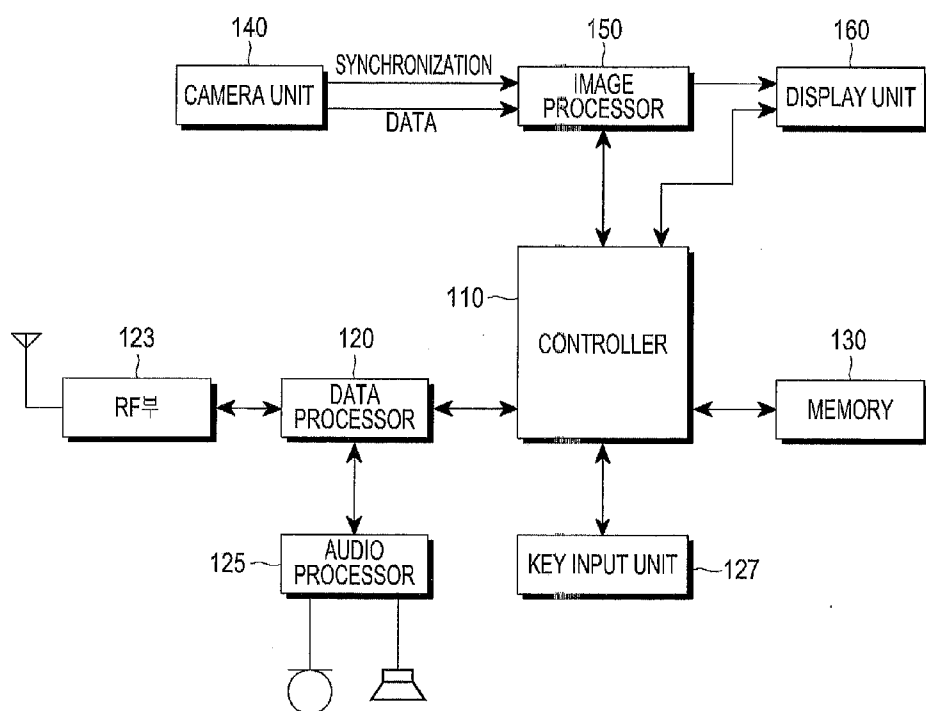 140
150
160
CAMERA UNIT
SYNCHRONIZATION
DATA
IMAGE
PROCESSOR
DISPLAY UNIT
110
CONTROLLER
123
120
130
RF부
DATA
PROCESSOR
MEMORY
125
AUDIO
PROCESSOR
KEY INPUT UNIT
127